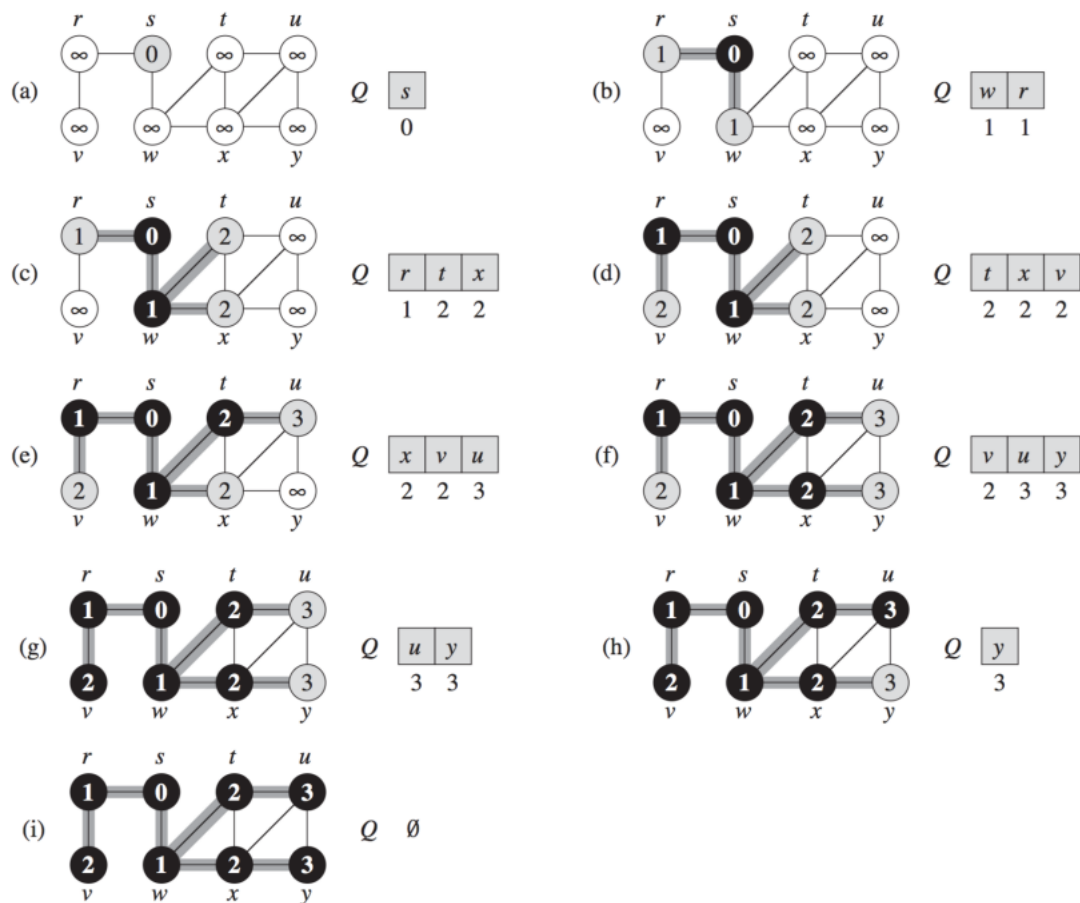 r s t u r s t u
(a) ∞ 0 ∞ ∞ Q s (b) 1 0 ∞ ∞ Q w r
∞ ∞ ∞ ∞ 0 ∞ 1 ∞ ∞ 1 1
v w x y v w x y
r s t u r s t u
(c) 1 0 2 ∞ Q r t x (d) 1 0 2 ∞ Q t x v
∞ 1 2 ∞ 1 2 2 2 1 2 ∞ 2 2 2
v w x y v w x y
r s t u r s t u
(e) 1 0 2 3 Q x v u (f) 1 0 2 3 Q v u y
2 1 2 ∞ 2 2 3 2 1 2 3 2 3 3
v w x y v w x y
r s t u r s t u
(g) 1 0 2 3 Q u y (h) 1 0 2 3 Q y
2 1 2 3 3 3 2 1 2 3 3
v w x y v w x y
r s t u
(i) 1 0 2 3 Q ∅
2 1 2 3
v w x y